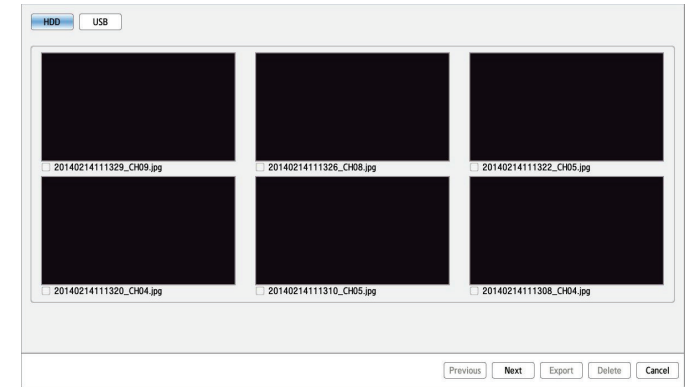 HDD USB
20140214111329_CH09.jpg 20140214111326_CH08.jpg 20140214111322_CH05.jpg
20140214111320_CH04.jpg 20140214111310_CH05.jpg 20140214111308_CH04.jpg
Previous Next Export Delete Cancel